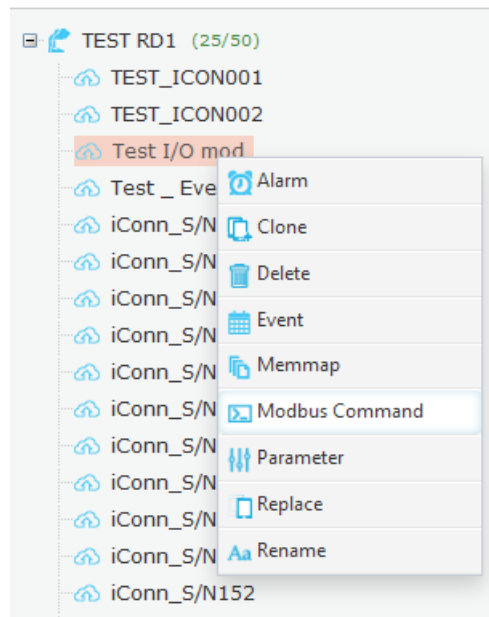 TEST RD1 (25/50)
TEST_ICON001
TEST_ICON002
Test I/O mod
Test _ Eve
iConn_S/N
iConn_S/N
iConn_S/N
iConn_S/N
iConn_S/N
iConn_S/N
iConn_S/N
iConn_S/N
iConn_S/N
iConn_S/N
iConn_S/N152
Alarm
Clone
Delete
Event
Memmap
Modbus Command
Parameter
Replace
Aa Rename